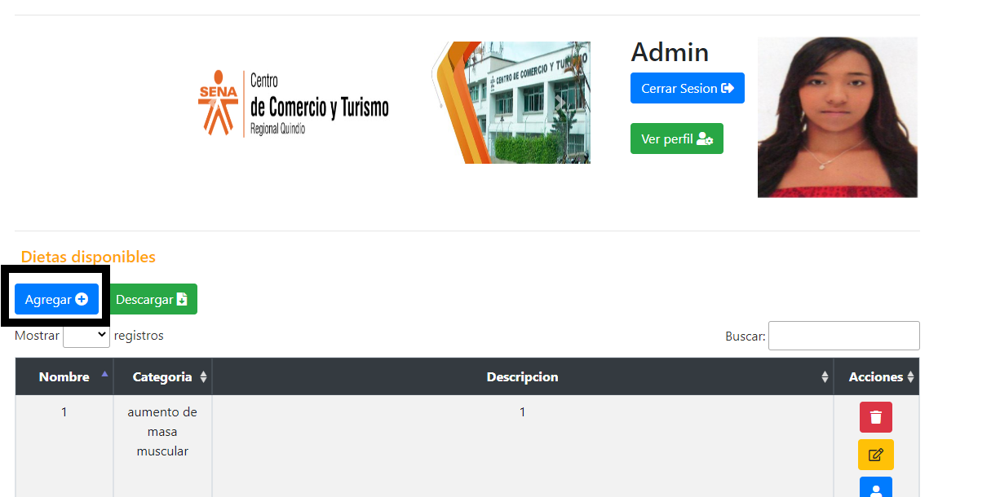 SENA
Centro
de Comercio y Turismo
Regional Quindío
CENTRO DE COMERCIO Y TURISMO
Admin
Cerrar Sesion
Ver perfil
Dietas disponibles
Agregar
Descargar
Mostrar registros
Buscar:
Nombre Categoria Descripcion Acciones
1 aumento de masa muscular 1